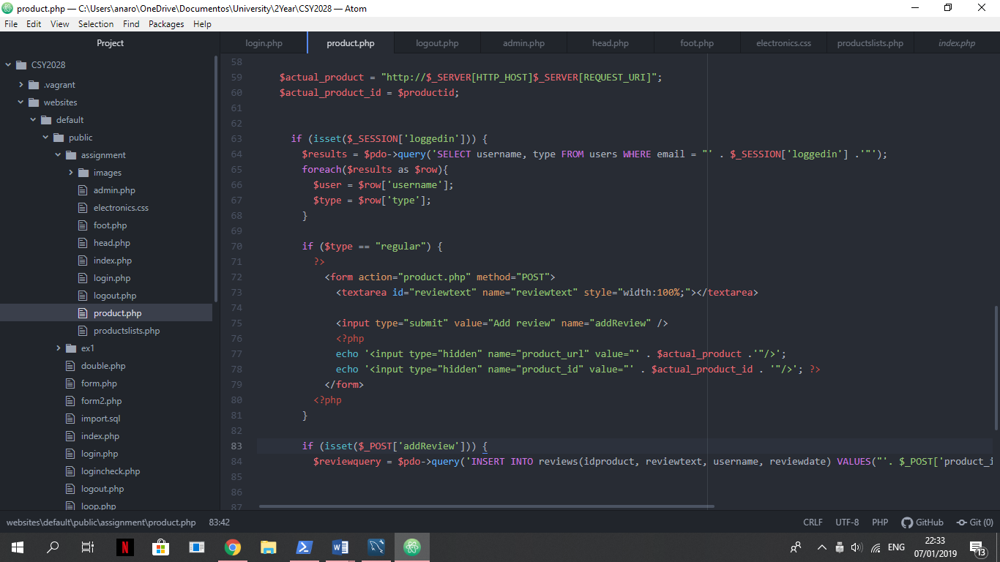 product.php — C:\Users\anaro\OneDrive\Documentos\University\2Year\CSY2028 — Atom
File Edit View Selection Find Packages Help
Project
login.php product.php logout.php admin.php head.php foot.php electronics.css productslists.php index.php
CSY2028
.vagrant
websites
default
public
assignment
images
admin.php
electronics.css
foot.php
head.php
index.php
login.php
logout.php
product.php
productslists.php
ex1
double.php
form.php
form2.php
import.sql
index.php
login.php
logincheck.php
logout.php
loop.php
58
59 $actual_product = "http://$_SERVER[HTTP_HOST]$_SERVER[REQUEST_URI]";
60 $actual_product_id = $productid;
61
62
63 if (isset($_SESSION['loggedin'])) {
64 $results = $pdo->query('SELECT username, type FROM users WHERE email = "' . $_SESSION['loggedin'] .'"');
65 foreach($results as $row){
66 $user = $row['username'];
67 $type = $row['type'];
68 }
69
70 if ($type == "regular") {
71 ?>
72 <form action="product.php" method="POST">
73 <textarea id="reviewtext" name="reviewtext" style="width:100%;"></textarea>
74
75 <input type="submit" value="Add review" name="addReview" />
76 <?php
77 echo '<input type="hidden" name="product_url" value="' . $actual_product .'"/>';
78 echo '<input type="hidden" name="product_id" value="' . $actual_product_id . '"/>'; ?>
79 </form>
80 <?php
81 }
82
83 if (isset($_POST['addReview'])) {
84 $reviewquery = $pdo->query('INSERT INTO reviews(idproduct, reviewtext, username, reviewdate) VALUES("'. $_POST['product_i
85
86
87
websites\default\public\assignment\product.php 83:42 CRLF UTF-8 PHP GitHub Git (0)
ENG
22:33
07/01/2019
13